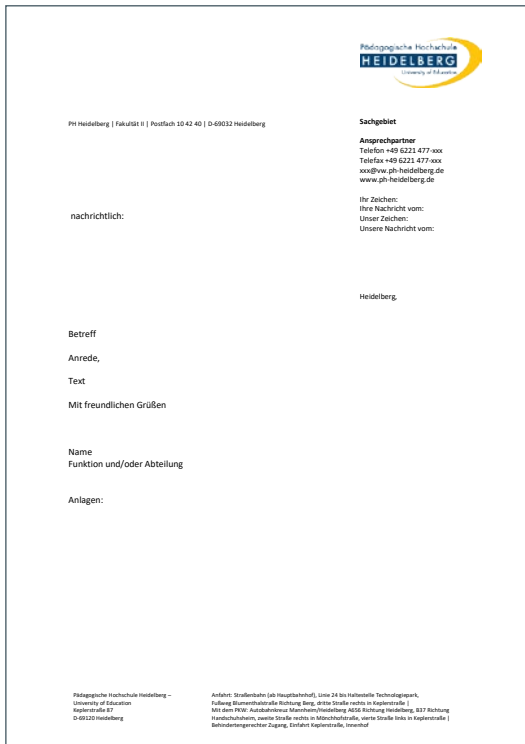 Pädagogische Hochschule
HEIDELBERG
University of Education
PH Heidelberg | Fakultät II | Postfach 10 42 40 | D-69032 Heidelberg
Sachgebiet
Ansprechpartner
Telefon +49 6221 477-xxx
Telefax +49 6221 477-xxx
xxx@vw.ph-heidelberg.de
www.ph-heidelberg.de
Ihr Zeichen:
Ihre Nachricht vom:
Unser Zeichen:
Unsere Nachricht vom:
nachrichtlich:
Heidelberg,
Betreff
Anrede,
Text
Mit freundlichen Grüßen
Name
Funktion und/oder Abteilung
Anlagen:
Pädagogische Hochschule Heidelberg –
University of Education
Keplerstraße 87
D-69120 Heidelberg
Anfahrt: Straßenbahn (ab Hauptbahnhof), Linie 24 bis Haltestelle Technologiepark,
Fußweg Blumenthalstraße Richtung Berg, dritte Straße rechts in Keplerstraße |
Mit dem PKW: Autobahnkreuz Mannheim/Heidelberg A656 Richtung Heidelberg, B37 Richtung
Handschuhsheim, zweite Straße rechts in Mönchhofstraße, vierte Straße links in Keplerstraße |
Behindertengerechter Zugang, Einfahrt Keplerstraße, Innenhof